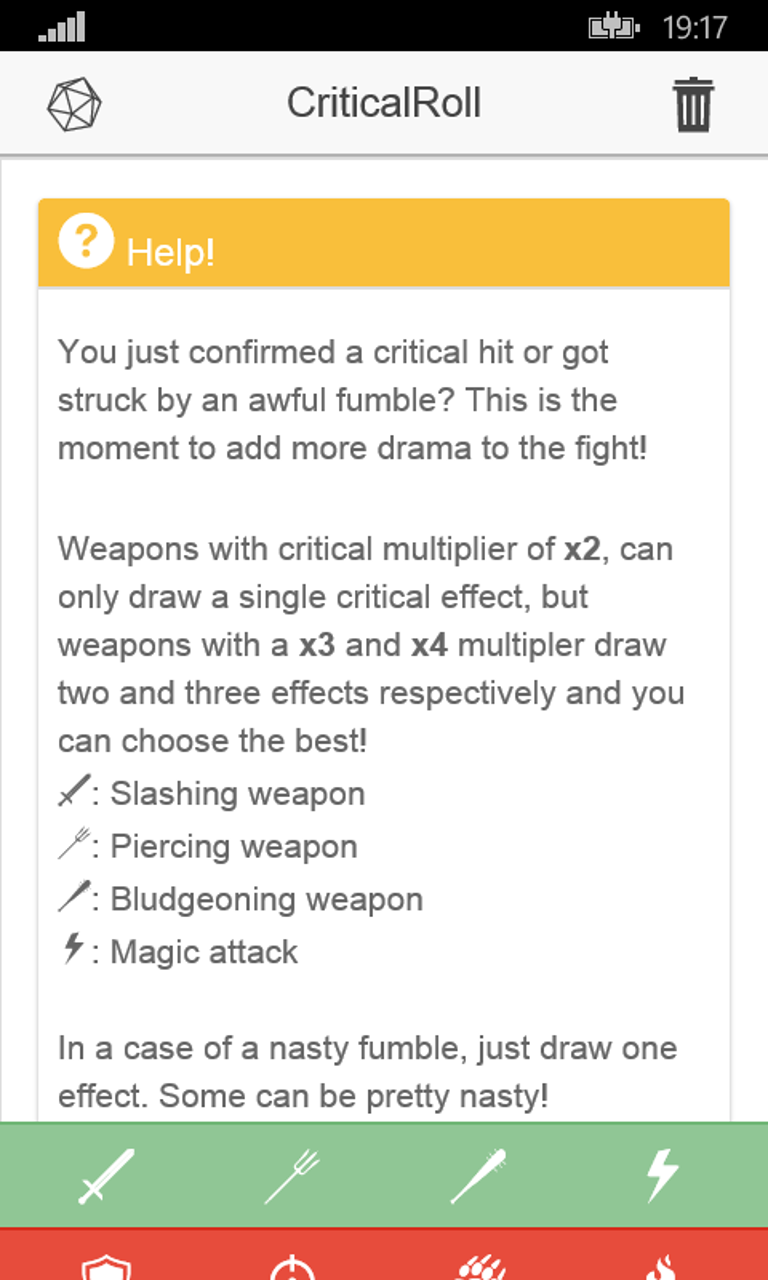 19:17
CriticalRoll
? Help!
You just confirmed a critical hit or got
struck by an awful fumble? This is the
moment to add more drama to the fight!
Weapons with critical multiplier of x2, can
only draw a single critical effect, but
weapons with a x3 and x4 multipler draw
two and three effects respectively and you
can choose the best!
: Slashing weapon
: Piercing weapon
: Bludgeoning weapon
: Magic attack
In a case of a nasty fumble, just draw one
effect. Some can be pretty nasty!